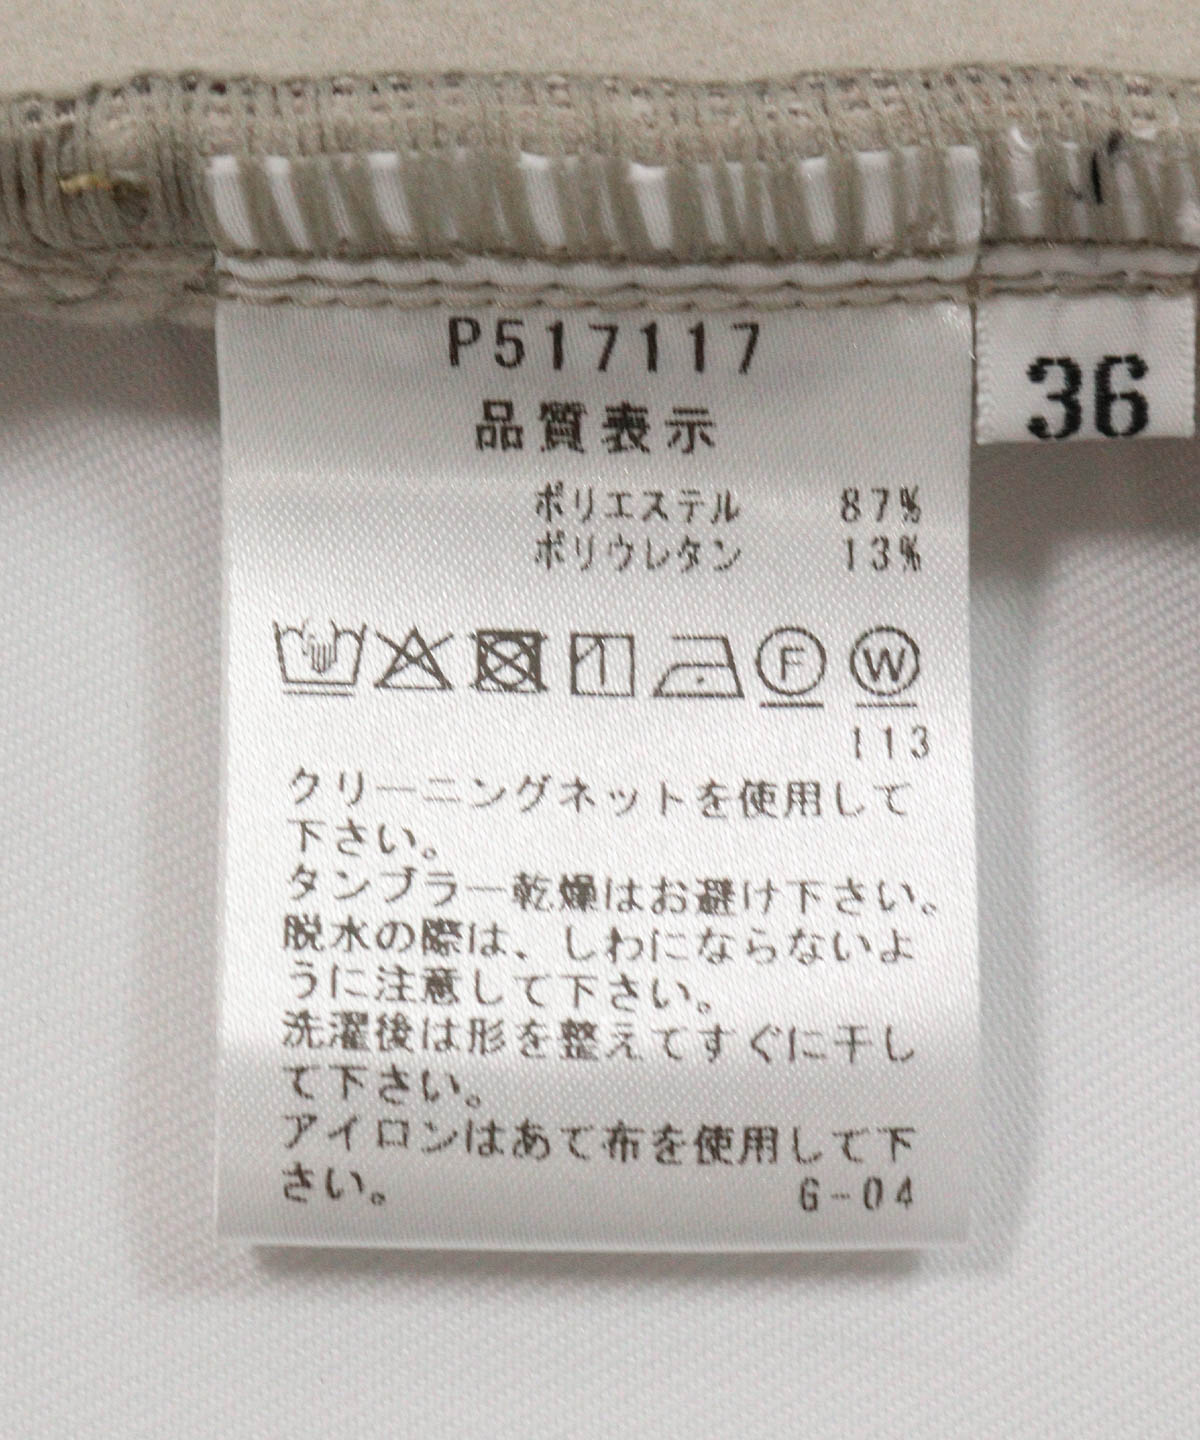 P517117
36
品質表示
ポリエステル 87%
ポリウレタン 13%
F W
113
クリーニングネットを使用して
下さい。
タンブラー乾燥はお避け下さい。
脱水の際は、しわにならないよ
うに注意して下さい。
洗濯後は形を整えてすぐに干し
て下さい。
アイロンはあて布を使用して下
さい。 G-04